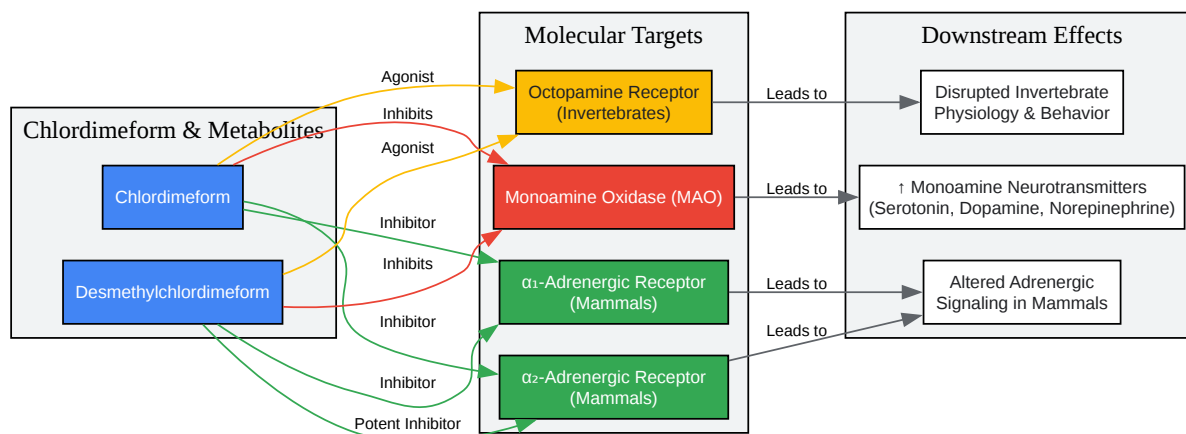 Chlordimeform & Metabolites
Chlordimeform
Desmethylchlordimeform
Agonist
Inhibits
Agonist
Inhibitor
Inhibits
Inhibitor
Inhibitor
Potent Inhibitor
Molecular Targets
Octopamine Receptor
(Invertebrates)
Monoamine Oxidase (MAO)
α₁-Adrenergic Receptor
(Mammals)
α₂-Adrenergic Receptor
(Mammals)
Leads to
Leads to
Leads to
Leads to
Downstream Effects
Disrupted Invertebrate
Physiology & Behavior
↑ Monoamine Neurotransmitters
(Serotonin, Dopamine, Norepinephrine)
Altered Adrenergic
Signaling in Mammals